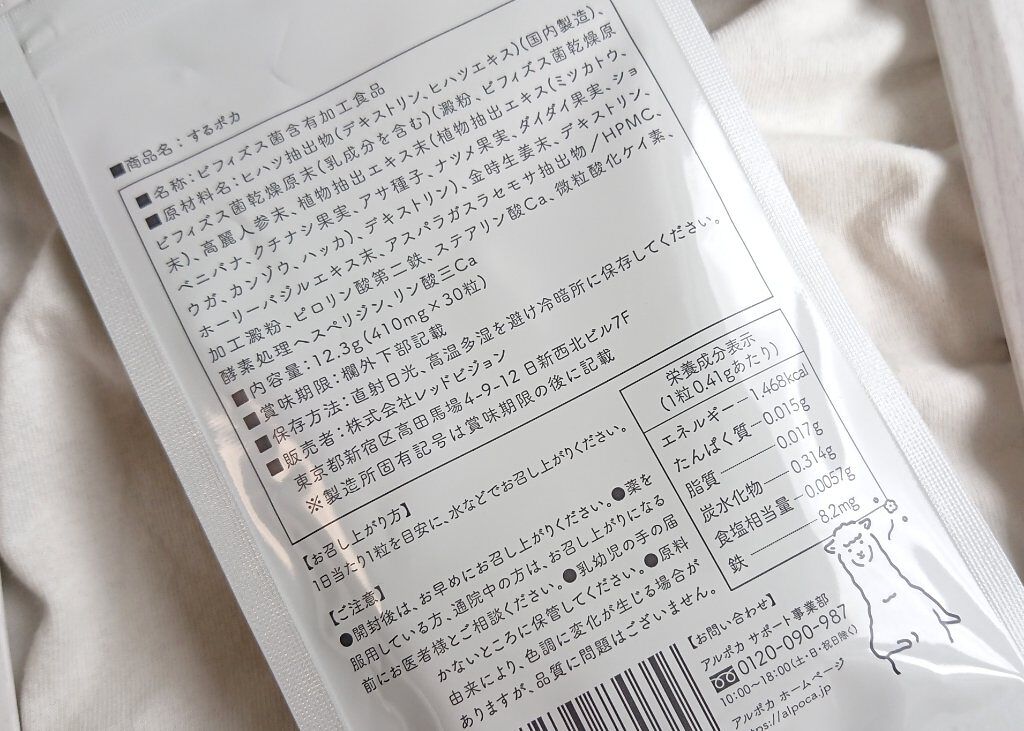 ■商品名：するポカ
■名称：ビフィズス菌含有加工食品
■原材料名：ヒハツ抽出物(デキストリン、ヒハツエキス)(国内製造)、
ビフィズス菌乾燥原末(乳成分を含む)(澱粉、ビフィズス菌乾燥原
末)、高麗人参末、植物抽出エキス末(植物抽出エキス(ミツカトウ、
ベニバナ、クチナシ果実、アサ種子、ナツメ果実、ダイダイ果実、ショ
ウガ、カンゾウ、ハッカ)、デキストリン)、金時生姜末、デキストリン、
ホーリーバジルエキス末、アスパラガスラセモサ抽出物／HPMC、
加工澱粉、ピロリン酸第二鉄、ステアリン酸Ca、微粒酸化ケイ素、
酵素処理ヘスペリジン、リン酸三Ca
■内容量：12.3g(410mg×30粒)
■賞味期限：欄外下部記載
■保存方法：直射日光、高温多湿を避け冷暗所に保存してください。
■販売者：株式会社レッドビジョン
東京都新宿区高田馬場4-9-12 日新西北ビル7F
※製造所固有記号は賞味期限の後に記載
【お召し上がり方】
1日当たり1粒を目安に、水などでお召し上がりください。
【ご注意】
●開封後は、お早めにお召し上がりください。●薬を
服用している方、通院中の方は、お召し上がりになる
前にお医者様とご相談ください。●乳幼児の手の届
かないところに保管してください。●原料
由来により、色調に変化が生じる場合が
ありますが、品質に問題はございません。
栄養成分表示
(1粒0.41gあたり)
エネルギー 1.468kcal
たんぱく質 0.015g
脂質 0.017g
炭水化物 0.314g
食塩相当量 0.0057g
鉄 8.2mg
【お問い合わせ】
アルポカ サポート事業部
0120-090-987
10:00〜18:00(土・日・祝日除く)
アルポカ ホームページ
https://alpoca.jp